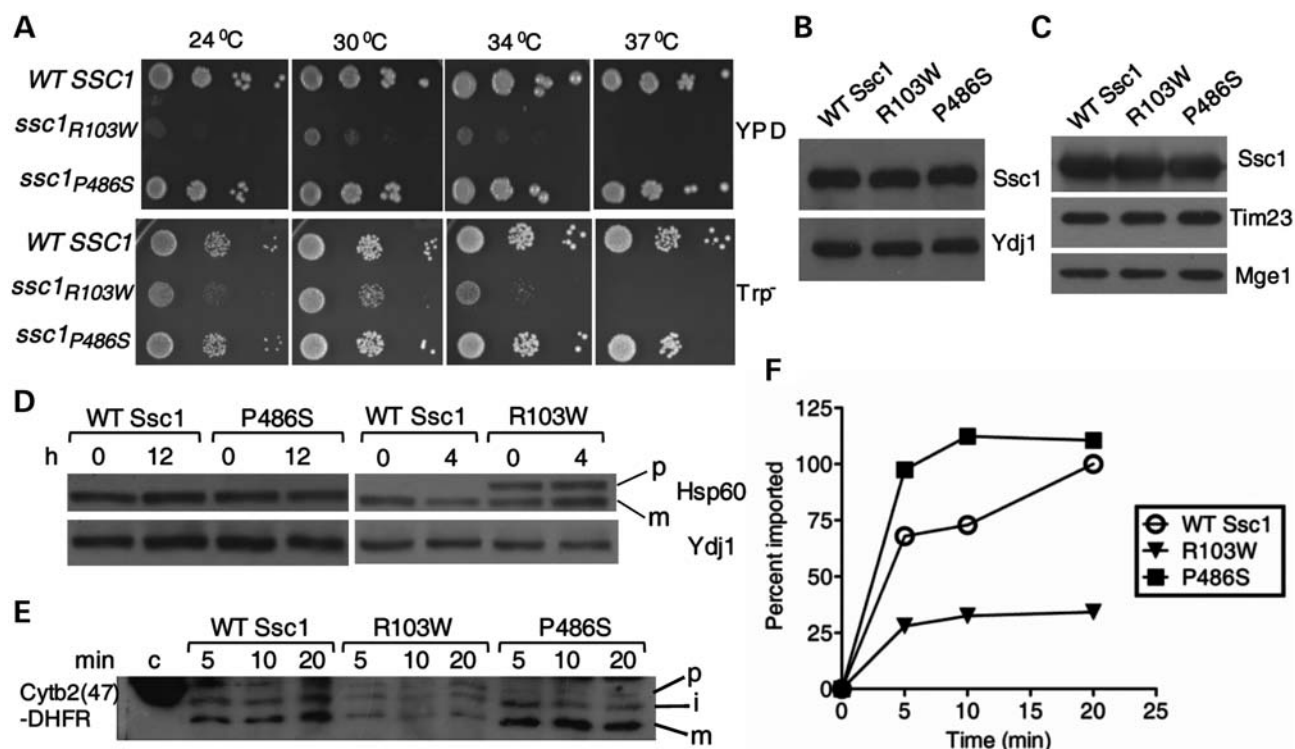 A
24 ⁰C 30 ⁰C 34 ⁰C 37 ⁰C
WT SSC1
ssc1R103W
ssc1P486S
YPD
WT SSC1
ssc1R103W
ssc1P486S
Trp-
B
WT Ssc1 R103W P486S
Ssc1
Ydj1
C
WT Ssc1 R103W P486S
Ssc1
Tim23
Mge1
D
WT Ssc1 P486S WT Ssc1 R103W
h 0 12 0 12 0 4 0 4
p
Hsp60
m
Ydj1
E
WT Ssc1 R103W P486S
min c 5 10 20 5 10 20 5 10 20
Cytb2(47)
-DHFR
p
i
m
F
Percent imported
125
100
75
50
25
0
0 5 10 15 20 25
Time (min)
WT Ssc1
R103W
P486S